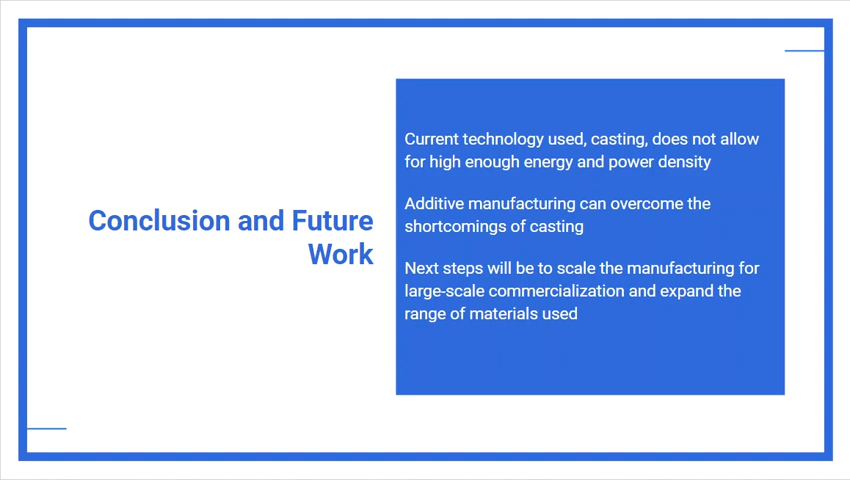 Conclusion and Future
Work
Current technology used, casting, does not allow
for high enough energy and power density
Additive manufacturing can overcome the
shortcomings of casting
Next steps will be to scale the manufacturing for
large-scale commercialization and expand the
range of materials used